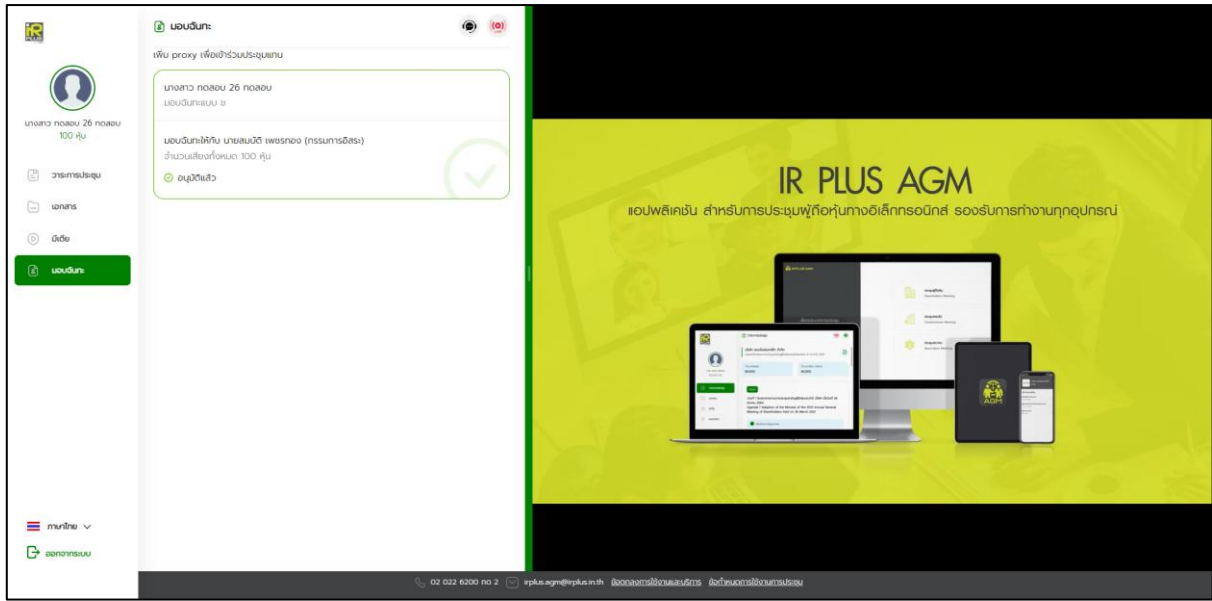 iR
PLUS
นางสาว ทดสอบ 26 ทดสอบ
100 หุ้น
วาระการประชุม
เอกสาร
มีเดีย
มอบฉันทะ
ภาษาไทย
ออกจากระบบ
มอบฉันทะ
เพิ่ม proxy เพื่อเข้าร่วมประชุมแทน
นางสาว ทดสอบ 26 ทดสอบ
มอบฉันทะแบบ ข
มอบฉันทะให้กับ นายสมบัติ เพชรทอง (กรรมการอิสระ)
จำนวนเสียงทั้งหมด 100 หุ้น
อนุมัติแล้ว
IR PLUS AGM
แอปพลิเคชัน สำหรับการประชุมผู้ถือหุ้นทางอิเล็กทรอนิกส์ รองรับการทำงานทุกอุปกรณ์
AGM
02 022 6200 กด 2 irplus.agm@irplus.in.th ข้อตกลงการใช้งานและบริการ ข้อกำหนดการใช้งานการประชุม